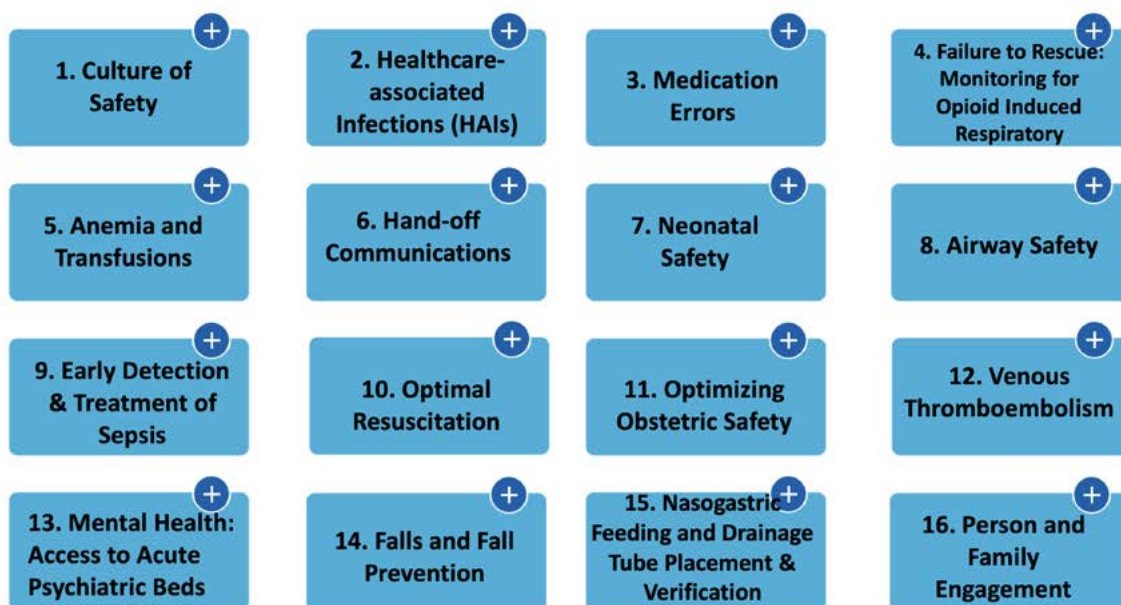 1. Culture of
Safety
2. Healthcare-
associated
Infections (HAIs)
3. Medication
Errors
4. Failure to Rescue:
Monitoring for
Opioid Induced
Respiratory
5. Anemia and
Transfusions
6. Hand-off
Communications
7. Neonatal
Safety
8. Airway Safety
9. Early Detection
& Treatment of
Sepsis
10. Optimal
Resuscitation
11. Optimizing
Obstetric Safety
12. Venous
Thromboembolism
13. Mental Health:
Access to Acute
Psychiatric Beds
14. Falls and Fall
Prevention
15. Nasogastric
Feeding and Drainage
Tube Placement &
Verification
16. Person and
Family
Engagement